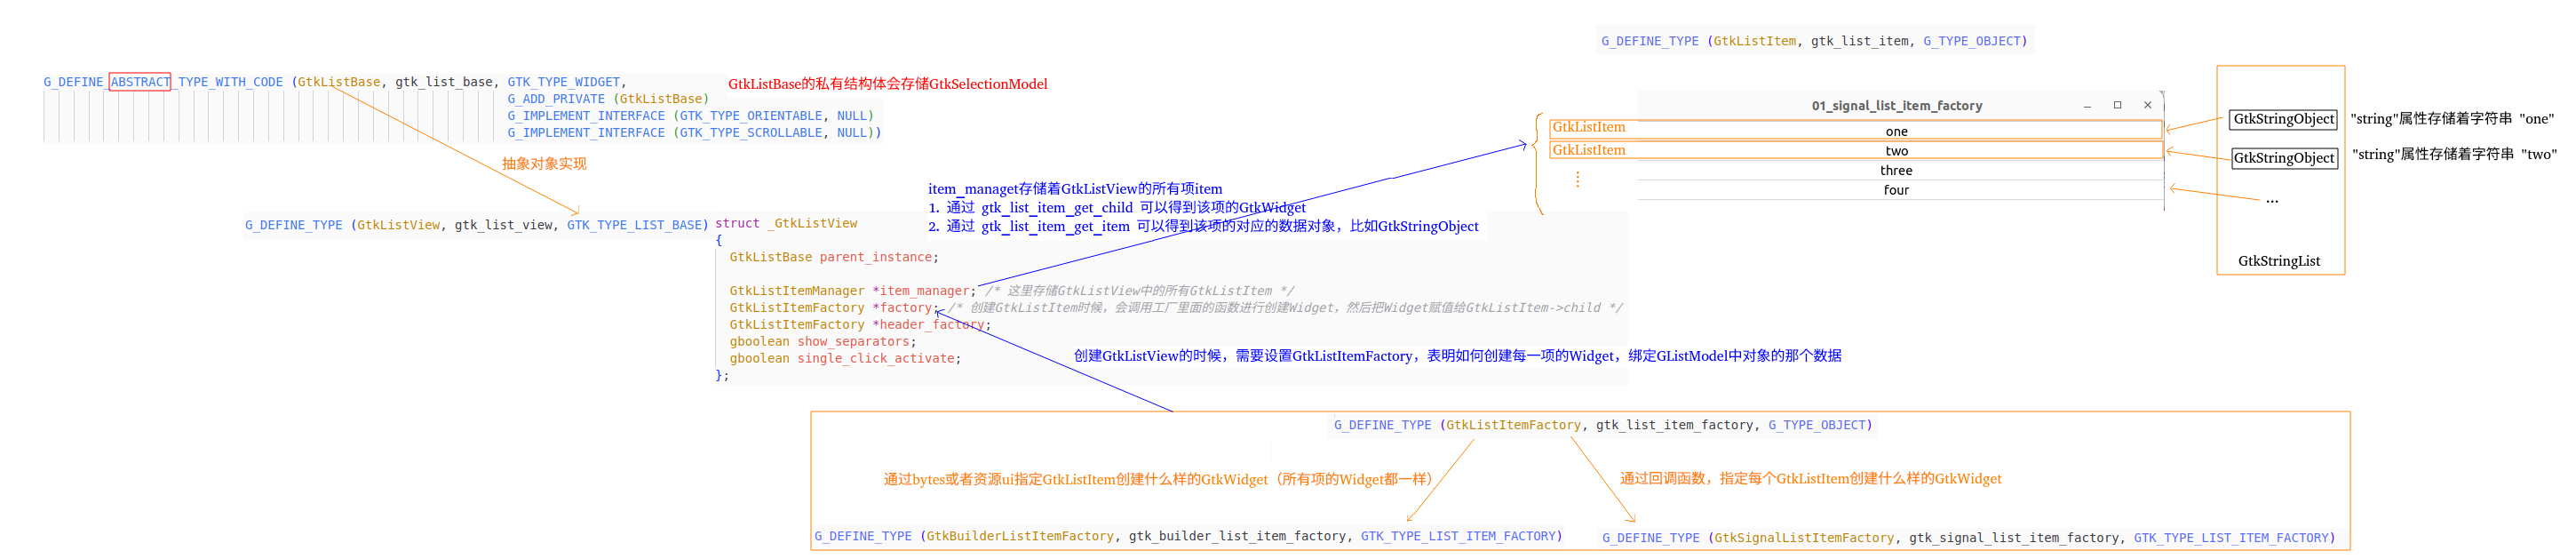 G_DEFINE_TYPE (GtkListItem, gtk_list_item, G_TYPE_OBJECT)
G_DEFINE_ABSTRACT_TYPE_WITH_CODE (GtkListBase, gtk_list_base, GTK_TYPE_WIDGET,
G_ADD_PRIVATE (GtkListBase)
G_IMPLEMENT_INTERFACE (GTK_TYPE_ORIENTABLE, NULL)
G_IMPLEMENT_INTERFACE (GTK_TYPE_SCROLLABLE, NULL))
GtkListBase的私有结构体会存储GtkSelectionModel
抽象对象实现
01_signal_list_item_factory
GtkListItem
one
GtkListItem
two
three
four
GtkStringObject
"string"属性存储着字符串 "one"
GtkStringObject
"string"属性存储着字符串 "two"
...
GtkStringList
item_managet存储着GtkListView的所有项item
1. 通过 gtk_list_item_get_child 可以得到该项的GtkWidget
2. 通过 gtk_list_item_get_item 可以得到该项的对应的数据对象，比如GtkStringObject
G_DEFINE_TYPE (GtkListView, gtk_list_view, GTK_TYPE_LIST_BASE)
struct _GtkListView
{
GtkListBase parent_instance;
GtkListItemManager *item_manager; /* 这里存储GtkListView中的所有GtkListItem */
GtkListItemFactory *factory; /* 创建GtkListItem时候，会调用工厂里面的函数进行创建Widget，然后把Widget赋值给GtkListItem->child */
GtkListItemFactory *header_factory;
gboolean show_separators;
gboolean single_click_activate;
};
创建GtkListView的时候，需要设置GtkListItemFactory，表明如何创建每一项的Widget，绑定GListModel中对象的那个数据
G_DEFINE_TYPE (GtkListItemFactory, gtk_list_item_factory, G_TYPE_OBJECT)
通过bytes或者资源ui指定GtkListItem创建什么样的GtkWidget（所有项的Widget都一样）
通过回调函数，指定每个GtkListItem创建什么样的GtkWidget
G_DEFINE_TYPE (GtkBuilderListItemFactory, gtk_builder_list_item_factory, GTK_TYPE_LIST_ITEM_FACTORY)
G_DEFINE_TYPE (GtkSignalListItemFactory, gtk_signal_list_item_factory, GTK_TYPE_LIST_ITEM_FACTORY)